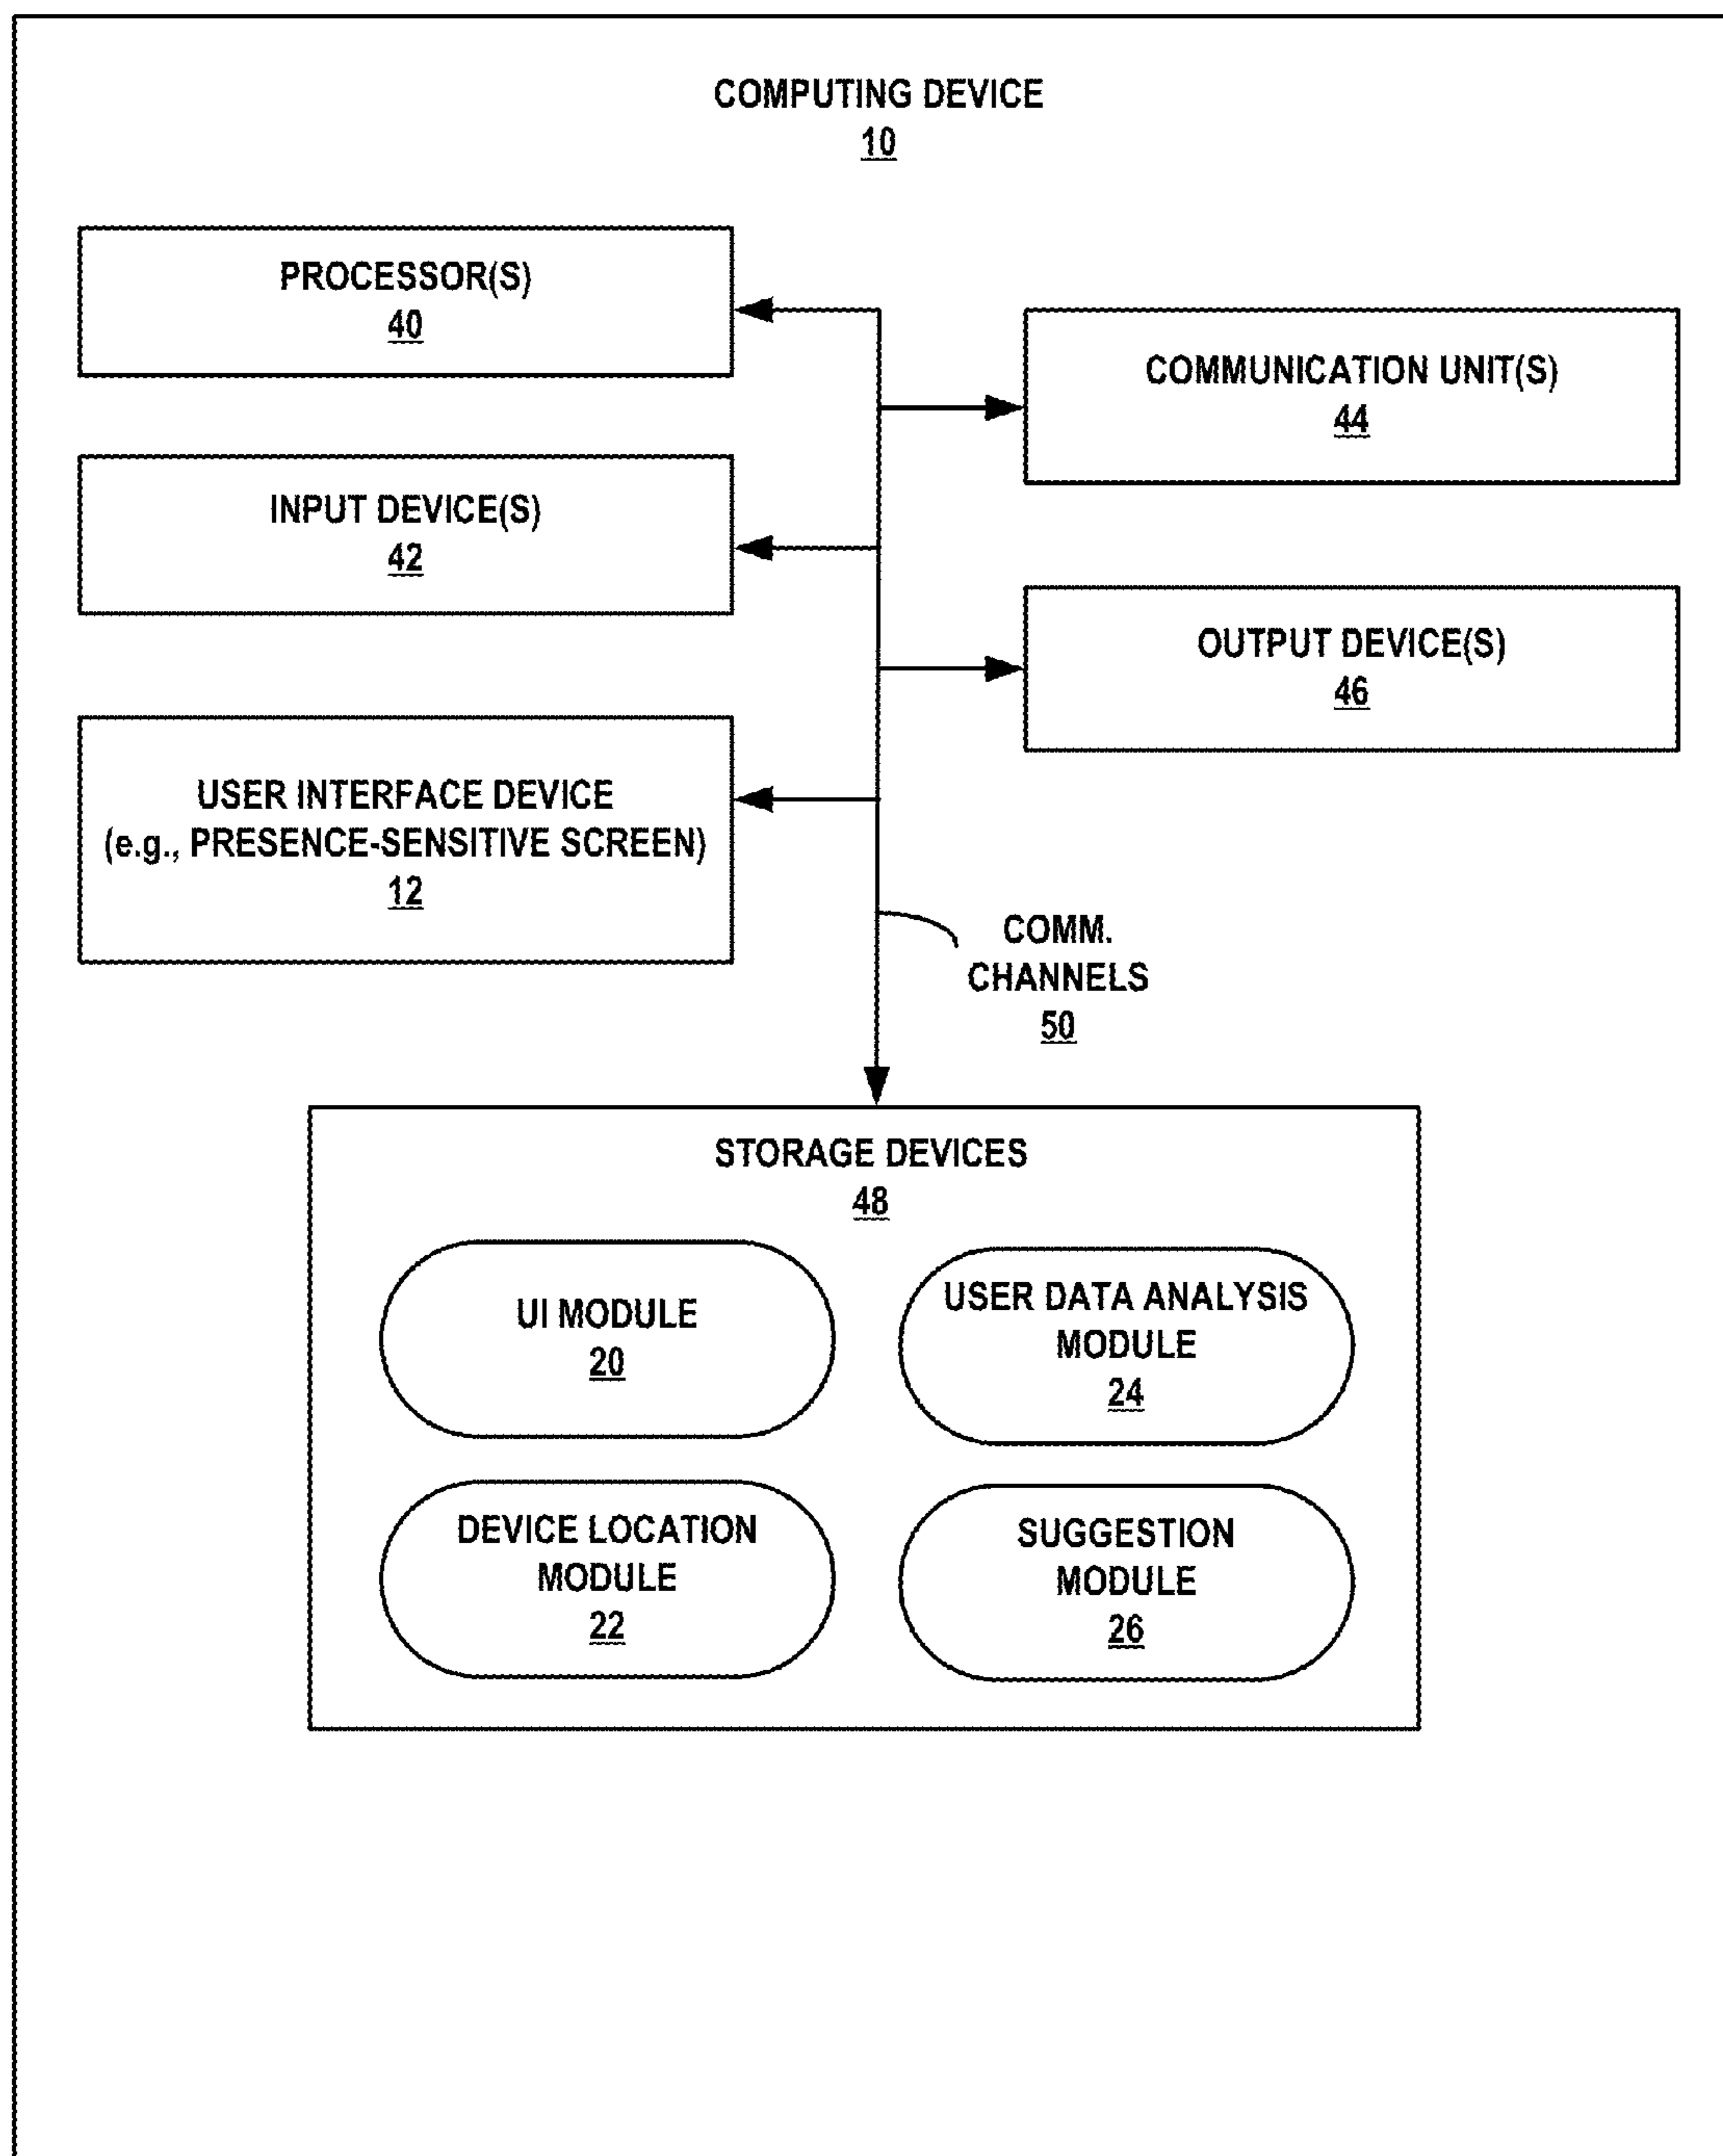 COMPUTING DEVICE
10
PROCESSOR(S)
40
COMMUNICATION UNIT(S)
44
INPUT DEVICE(S)
42
OUTPUT DEVICE(S)
46
USER INTERFACE DEVICE
(e.g., PRESENCE-SENSITIVE SCREEN)
12
COMM.
CHANNELS
50
STORAGE DEVICES
48
UI MODULE
20
USER DATA ANALYSIS
MODULE
24
DEVICE LOCATION
MODULE
22
SUGGESTION
MODULE
26